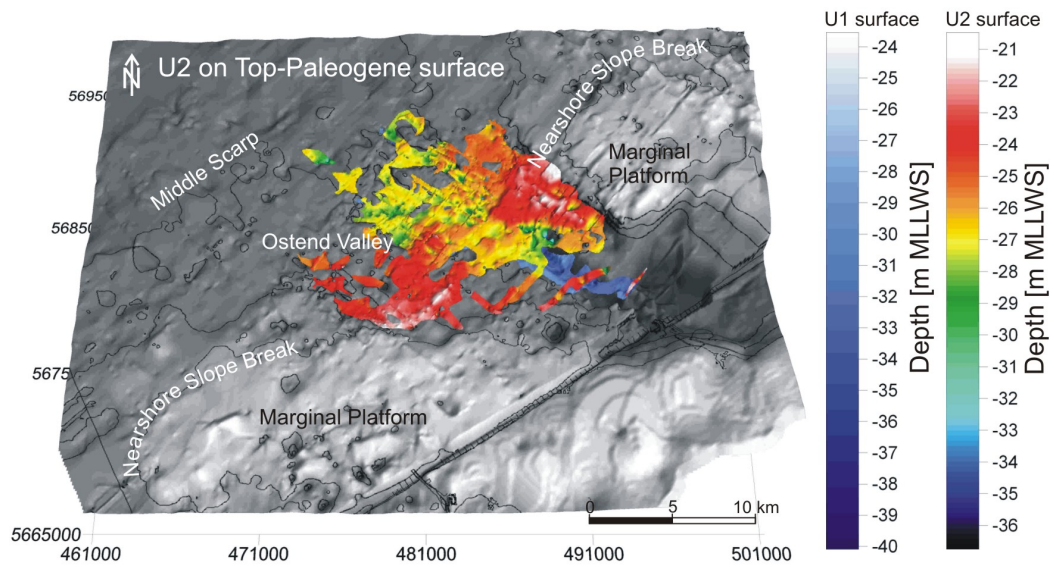 U1 surface
U2 surface
N
U2 on Top-Paleogene surface
Nearshore Slope Break
56950
Middle Scarp
Marginal
Platform
56850
Ostend Valley
5675
Nearshore Slope Break
Marginal Platform
0 5 10 km
5665000
461000 471000 481000 491000 501000
-24
-25
-26
-27
-28
-29
-30
-31
-32
-33
-34
-35
-36
-37
-38
-39
-40
Depth [m MLLWS]
-21
-22
-23
-24
-25
-26
-27
-28
-29
-30
-31
-32
-33
-34
-35
-36
Depth [m MLLWS]